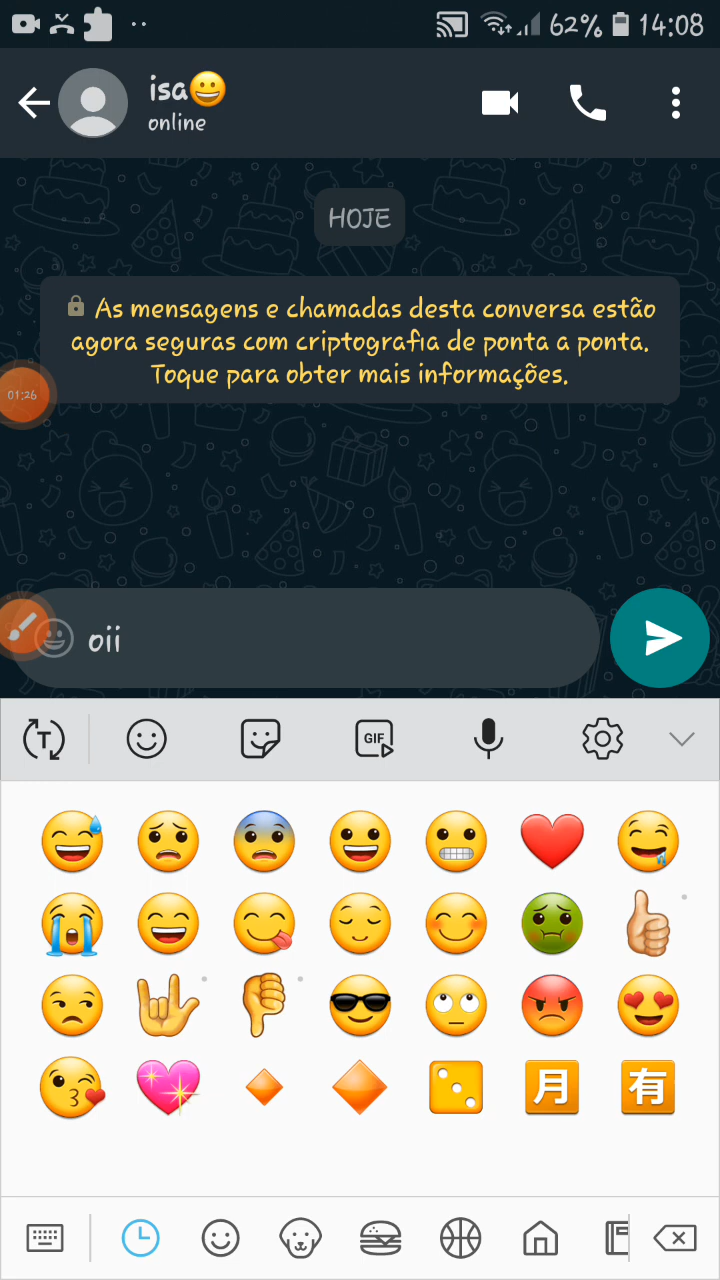 62% 14:08
isa😀
online
HOJE
As mensagens e chamadas desta conversa estão
agora seguras com criptografia de ponta a ponta.
Toque para obter mais informações.
01:26
oii
T
GIF
月 有